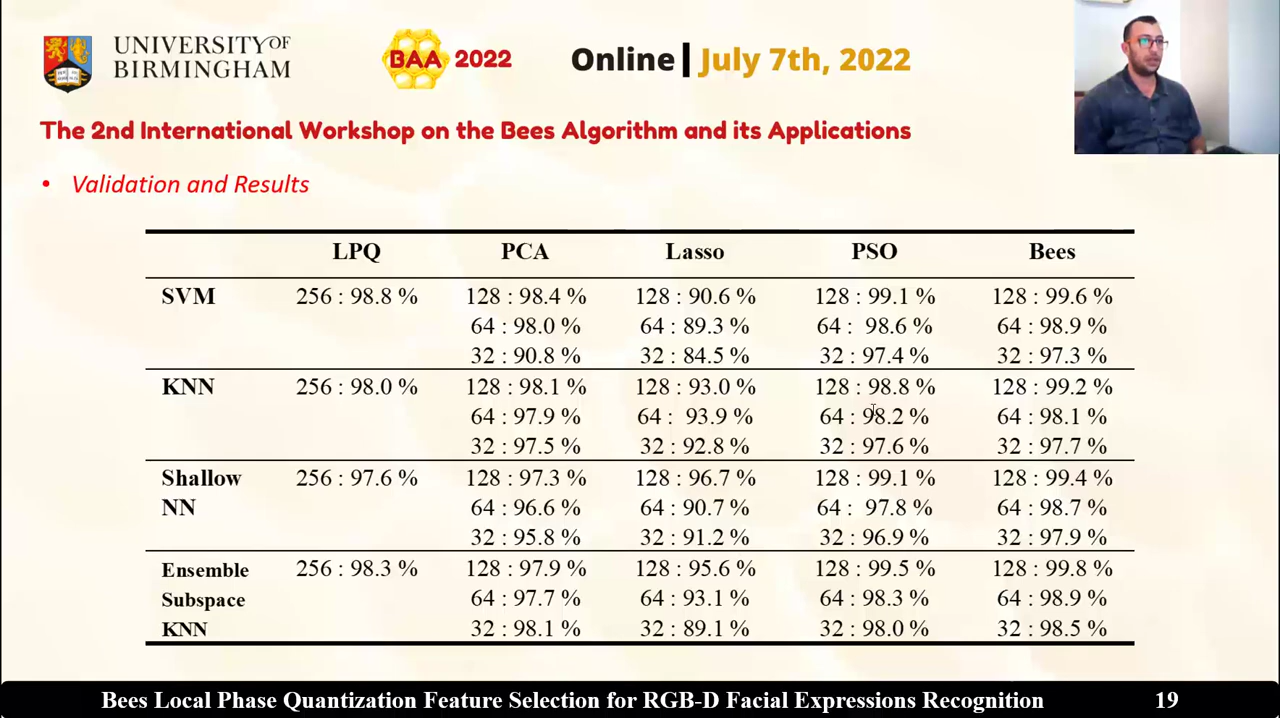 UNIVERSITY OF
BIRMINGHAM
BAA 2022
Online | July 7th, 2022
The 2nd International Workshop on the Bees Algorithm and its Applications
• Validation and Results
LPQ PCA Lasso PSO Bees
SVM 256 : 98.8 % 128 : 98.4 % 128 : 90.6 % 128 : 99.1 % 128 : 99.6 %
64 : 98.0 % 64 : 89.3 % 64 : 98.6 % 64 : 98.9 %
32 : 90.8 % 32 : 84.5 % 32 : 97.4 % 32 : 97.3 %
KNN 256 : 98.0 % 128 : 98.1 % 128 : 93.0 % 128 : 98.8 % 128 : 99.2 %
64 : 97.9 % 64 : 93.9 % 64 : 98.2 % 64 : 98.1 %
32 : 97.5 % 32 : 92.8 % 32 : 97.6 % 32 : 97.7 %
Shallow 256 : 97.6 % 128 : 97.3 % 128 : 96.7 % 128 : 99.1 % 128 : 99.4 %
NN 64 : 96.6 % 64 : 90.7 % 64 : 97.8 % 64 : 98.7 %
32 : 95.8 % 32 : 91.2 % 32 : 96.9 % 32 : 97.9 %
Ensemble 256 : 98.3 % 128 : 97.9 % 128 : 95.6 % 128 : 99.5 % 128 : 99.8 %
Subspace 64 : 97.7 % 64 : 93.1 % 64 : 98.3 % 64 : 98.9 %
KNN 32 : 98.1 % 32 : 89.1 % 32 : 98.0 % 32 : 98.5 %
Bees Local Phase Quantization Feature Selection for RGB-D Facial Expressions Recognition 19